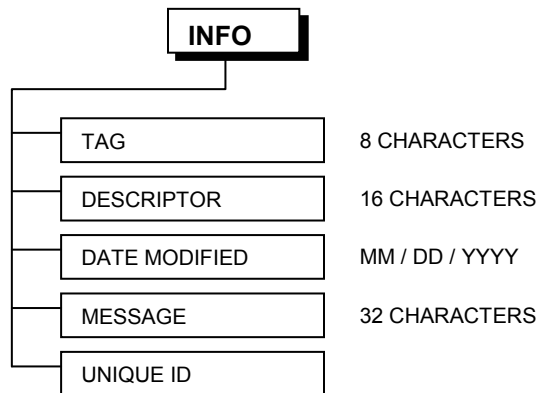 INFO
TAG 8 CHARACTERS
DESCRIPTOR 16 CHARACTERS
DATE MODIFIED MM / DD / YYYY
MESSAGE 32 CHARACTERS
UNIQUE ID